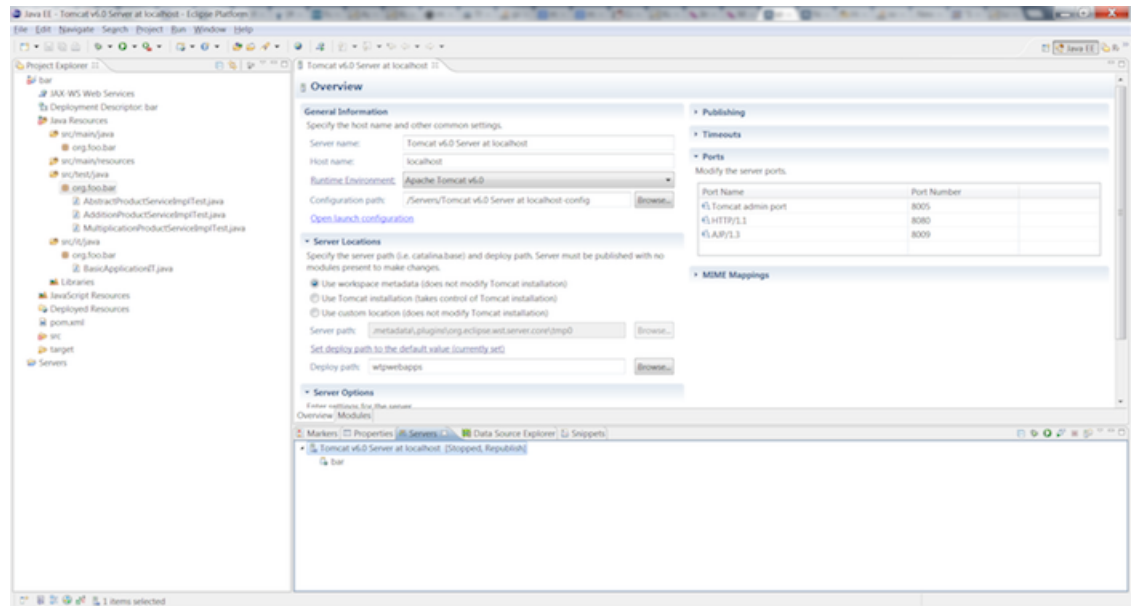 Java EE - Tomcat v6.0 Server at localhost - Eclipse Platform
File Edit Navigate Search Project Run Window Help
Java EE
Project Explorer
bar
JAX-WS Web Services
Deployment Descriptor: bar
Java Resources
src/main/java
org.foo.bar
src/main/resources
src/test/java
org.foo.bar
AbstractProductServiceImplTest.java
AdditionProductServiceImplTest.java
MultiplicationProductServiceImplTest.java
src/it/java
org.foo.bar
BasicApplicationIT.java
Libraries
JavaScript Resources
Deployed Resources
pom.xml
src
target
Servers
Tomcat v6.0 Server at localhost
Overview
General Information
Specify the host name and other common settings.
Server name: Tomcat v6.0 Server at localhost
Host name: localhost
Runtime Environment: Apache Tomcat v6.0
Configuration path: /Servers/Tomcat v6.0 Server at localhost-config Browse...
Open launch configuration
Server Locations
Specify the server path (i.e. catalina.base) and deploy path. Server must be published with no
modules present to make changes.
Use workspace metadata (does not modify Tomcat installation)
Use Tomcat installation (takes control of Tomcat installation)
Use custom location (does not modify Tomcat installation)
Server path: .metadata\.plugins\org.eclipse.wst.server.core\tmp0 Browse...
Set deploy path to the default value (currently set)
Deploy path: wtpwebapps Browse...
Server Options
Enter settings for the server.
Publishing
Timeouts
Ports
Modify the server ports.
Port Name Port Number
Tomcat admin port 8005
HTTP/1.1 8080
AJP/1.3 8009
MIME Mappings
Overview Modules
Markers Properties Servers Data Source Explorer Snippets
Tomcat v6.0 Server at localhost [Stopped, Republish]
bar
1 items selected